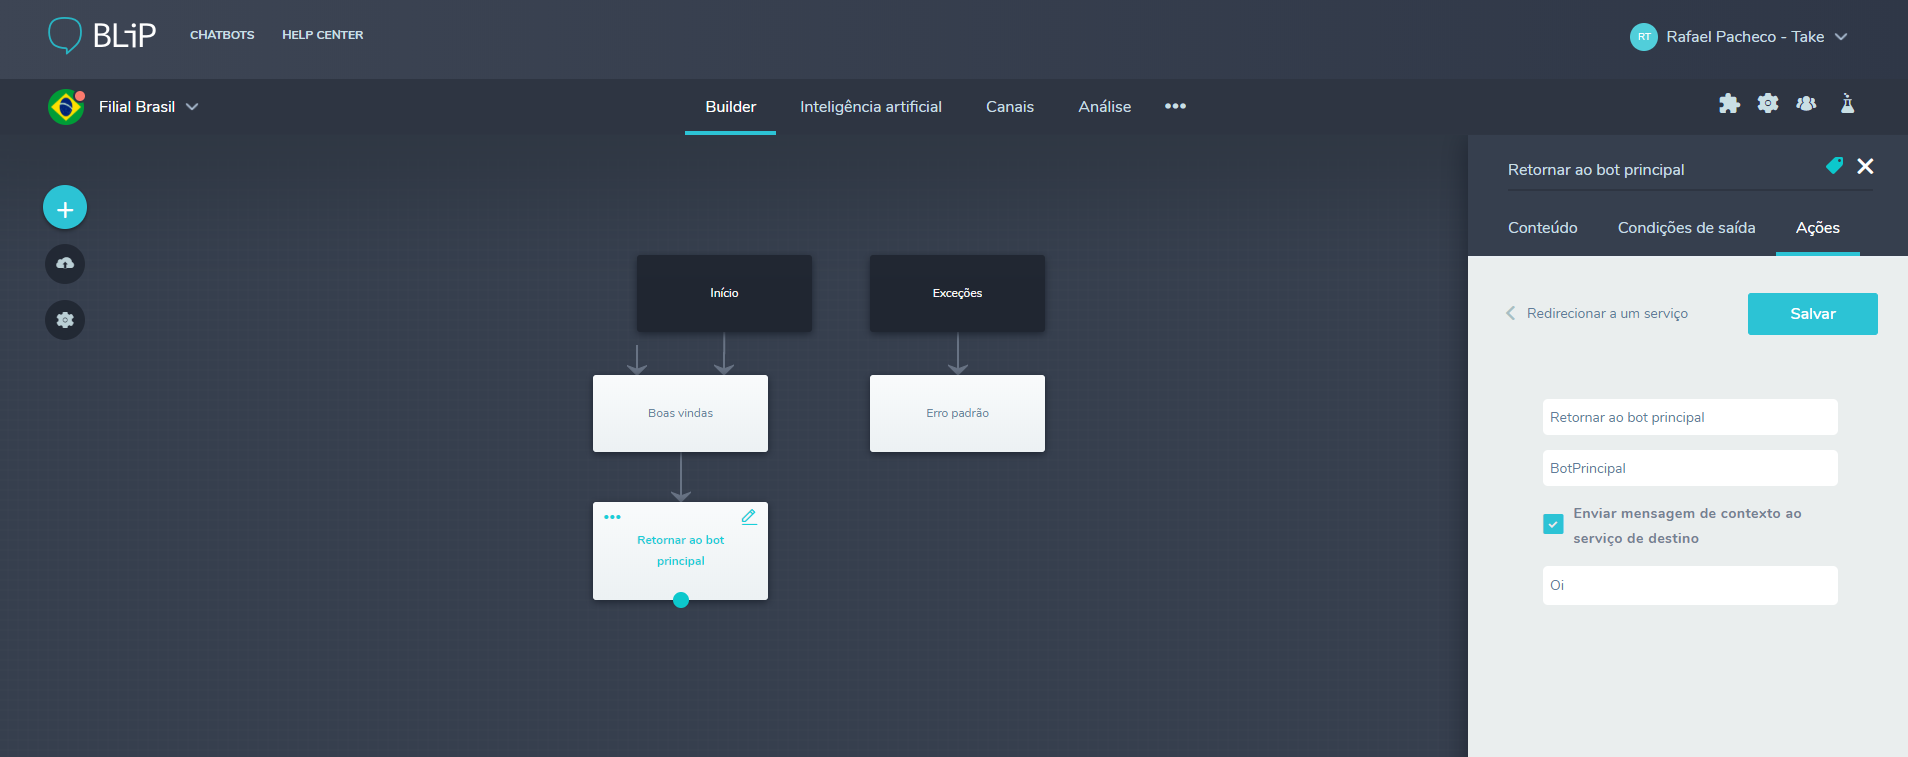 BLiP
CHATBOTS
HELP CENTER
RT
Rafael Pacheco - Take
Filial Brasil
Builder
Inteligência artificial
Canais
Análise
Retornar ao bot principal
Conteúdo
Condições de saída
Ações
Redirecionar a um serviço
Salvar
Início
Exceções
Boas vindas
Erro padrão
Retornar ao bot
principal
Retornar ao bot principal
BotPrincipal
Enviar mensagem de contexto ao
serviço de destino
Oi